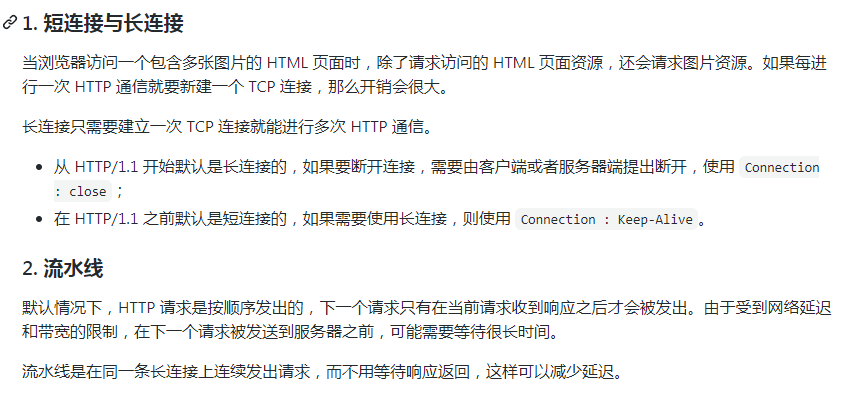 1. 短连接与长连接
当浏览器访问一个包含多张图片的 HTML 页面时，除了请求访问的 HTML 页面资源，还会请求图片资源。如果每进
行一次 HTTP 通信就要新建一个 TCP 连接，那么开销会很大。
长连接只需要建立一次 TCP 连接就能进行多次 HTTP 通信。
• 从 HTTP/1.1 开始默认是长连接的，如果要断开连接，需要由客户端或者服务器端提出断开，使用 Connection
: close ；
• 在 HTTP/1.1 之前默认是短连接的，如果需要使用长连接，则使用 Connection : Keep-Alive 。
2. 流水线
默认情况下，HTTP 请求是按顺序发出的，下一个请求只有在当前请求收到响应之后才会被发出。由于受到网络延迟
和带宽的限制，在下一个请求被发送到服务器之前，可能需要等待很长时间。
流水线是在同一条长连接上连续发出请求，而不用等待响应返回，这样可以减少延迟。